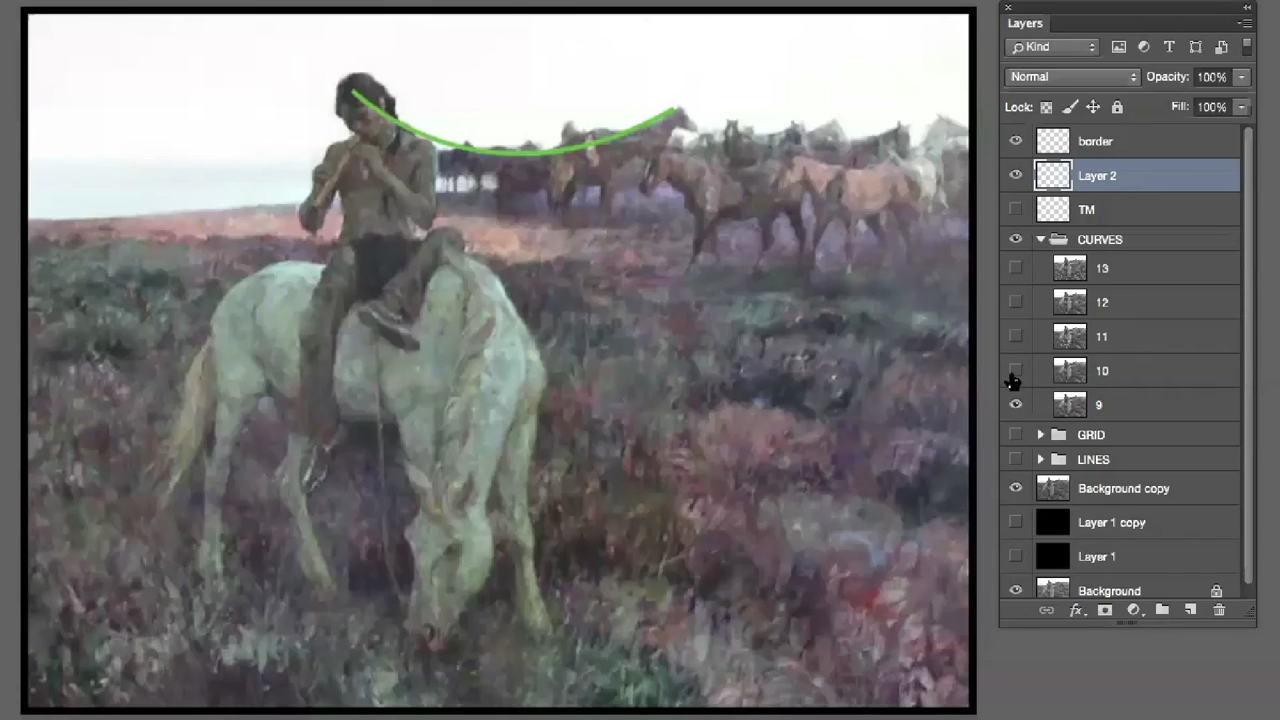 Layers
Kind
Normal Opacity: 100%
Lock: Fill: 100%
border
Layer 2
TM
CURVES
13
12
11
10
9
GRID
LINES
Background copy
Layer 1 copy
Layer 1
Background
fx